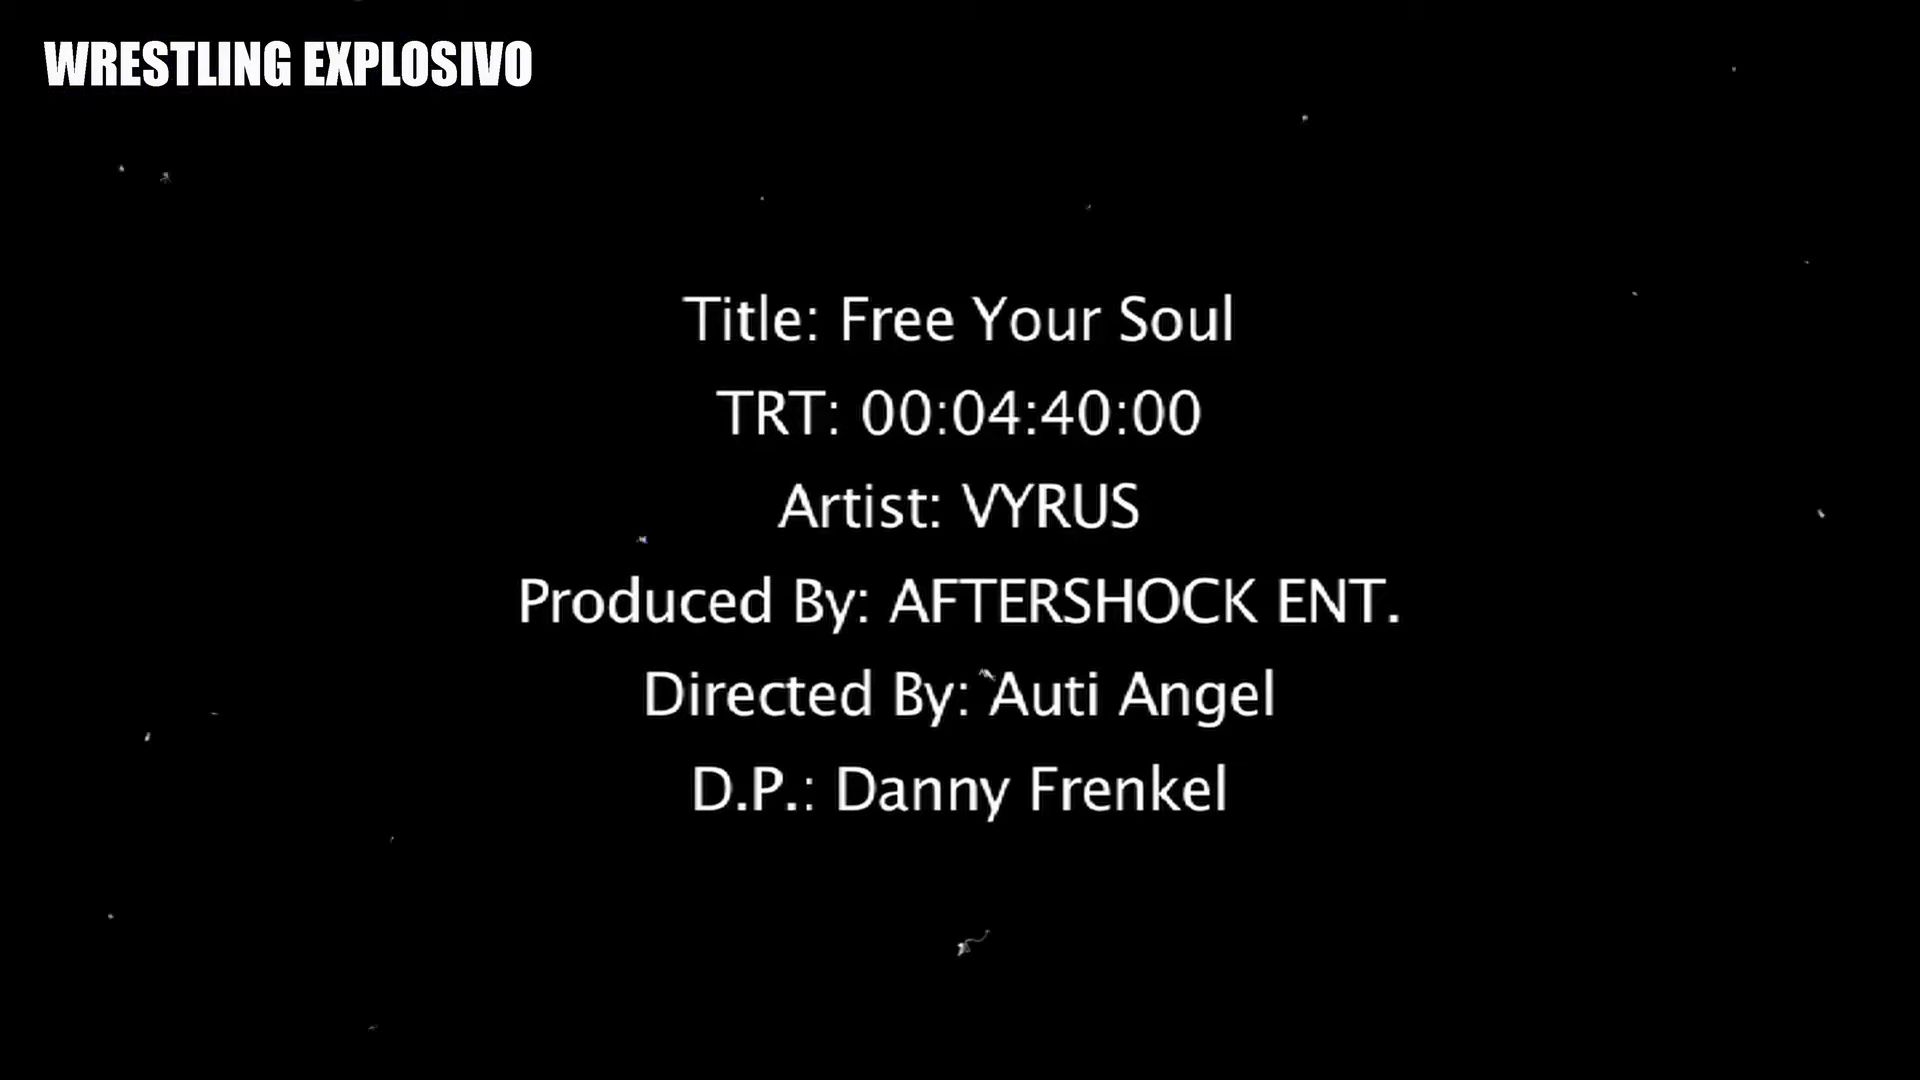 WRESTLING EXPLOSIVO
Title: Free Your Soul
TRT: 00:04:40:00
Artist: VYRUS
Produced By: AFTERSHOCK ENT.
Directed By: Auti Angel
D.P.: Danny Frenkel